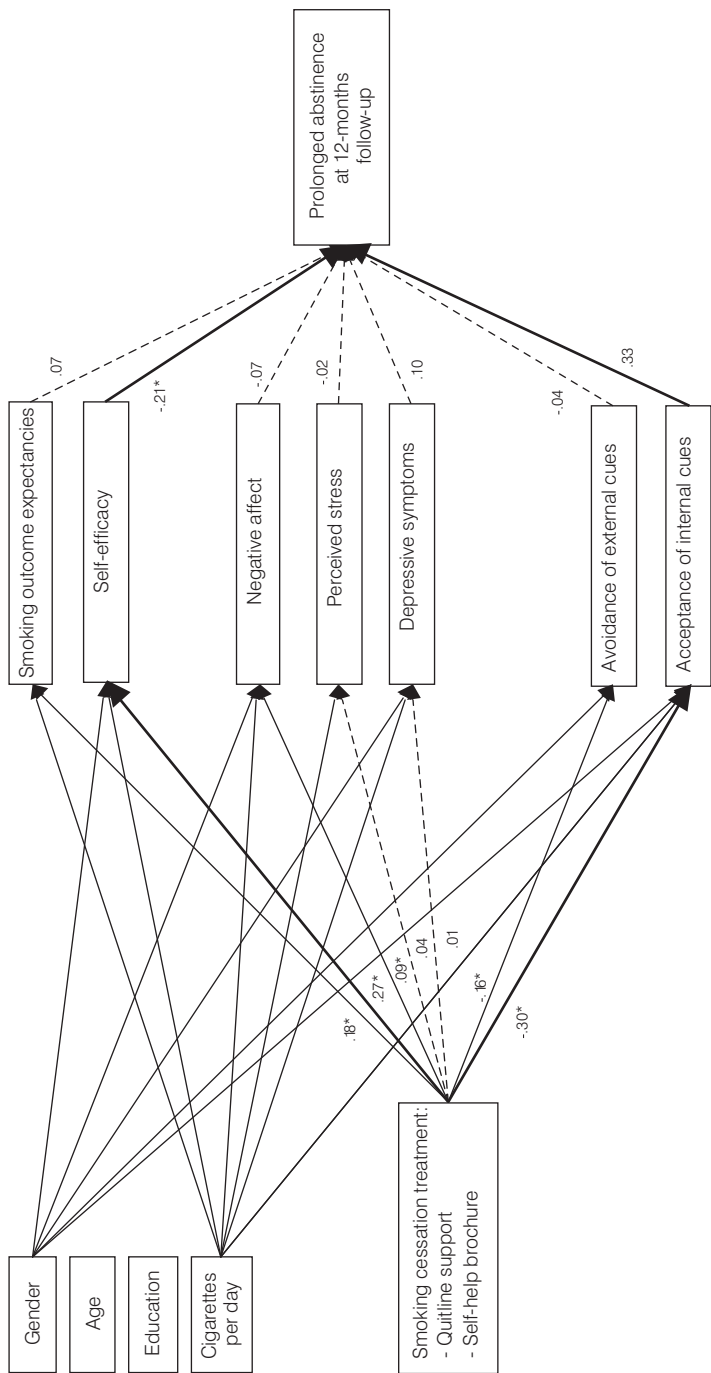 Gender
Age
Education
Cigarettes
per day
Smoking cessation treatment:
- Quitline support
- Self-help brochure
.18*
.27*
.09*
.04
.01
-.16*
-.30*
Smoking outcome expectancies
Self-efficacy
Negative affect
Perceived stress
Depressive symptoms
Avoidance of external cues
Acceptance of internal cues
.07
-.21*
-.07
-.02
.10
-.04
.33
Prolonged abstinence
at 12-months
follow-up